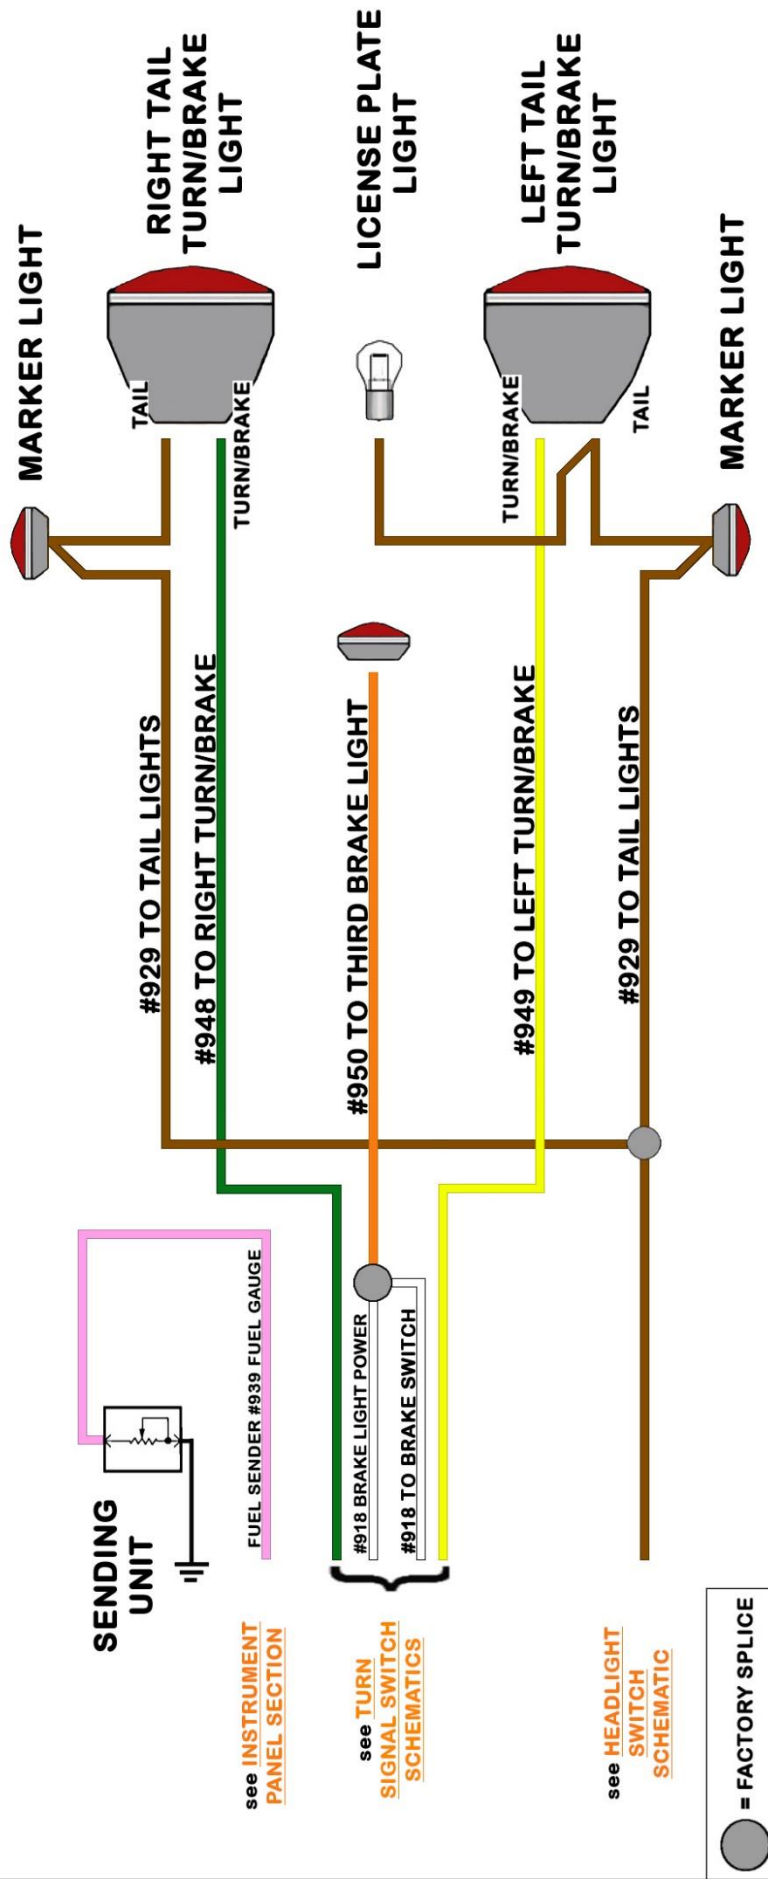 MARKER LIGHT
RIGHT TAIL
TURN/BRAKE
LIGHT
LICENSE PLATE
LIGHT
LEFT TAIL
TURN/BRAKE
LIGHT
MARKER LIGHT
TAIL
TURN/BRAKE
TURN/BRAKE
TAIL
#929 TO TAIL LIGHTS
#948 TO RIGHT TURN/BRAKE
#950 TO THIRD BRAKE LIGHT
#949 TO LEFT TURN/BRAKE
#929 TO TAIL LIGHTS
SENDING
UNIT
FUEL SENDER #939 FUEL GAUGE
#918 BRAKE LIGHT POWER
#918 TO BRAKE SWITCH
see INSTRUMENT
PANEL SECTION
see TURN
SIGNAL SWITCH
SCHEMATICS
see HEADLIGHT
SWITCH
SCHEMATIC
= FACTORY SPLICE